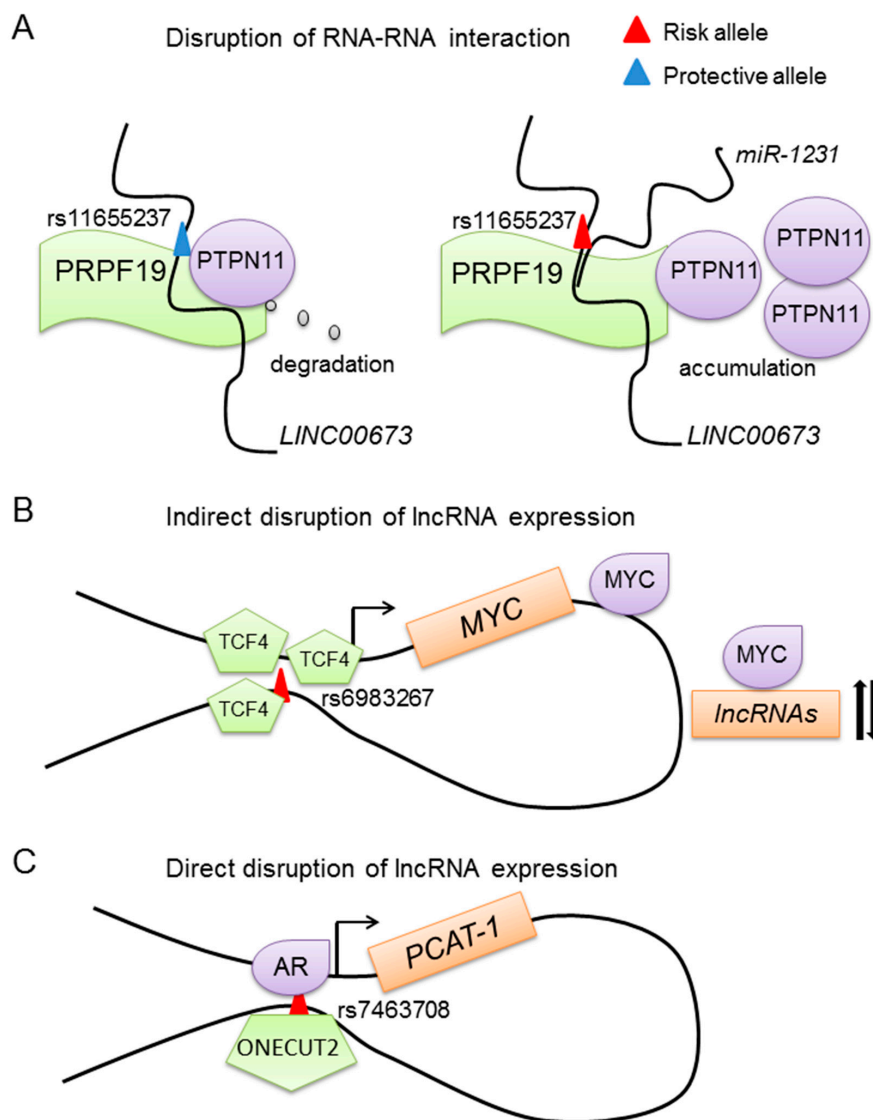 A
Disruption of RNA-RNA interaction
Risk allele
Protective allele
rs11655237
PRPF19
PTPN11
degradation
LINC00673
miR-1231
rs11655237
PRPF19
PTPN11
PTPN11
PTPN11
accumulation
LINC00673
B
Indirect disruption of lncRNA expression
TCF4
TCF4
TCF4
rs6983267
MYC
MYC
MYC
lncRNAs
C
Direct disruption of lncRNA expression
AR
PCAT-1
rs7463708
ONECUT2